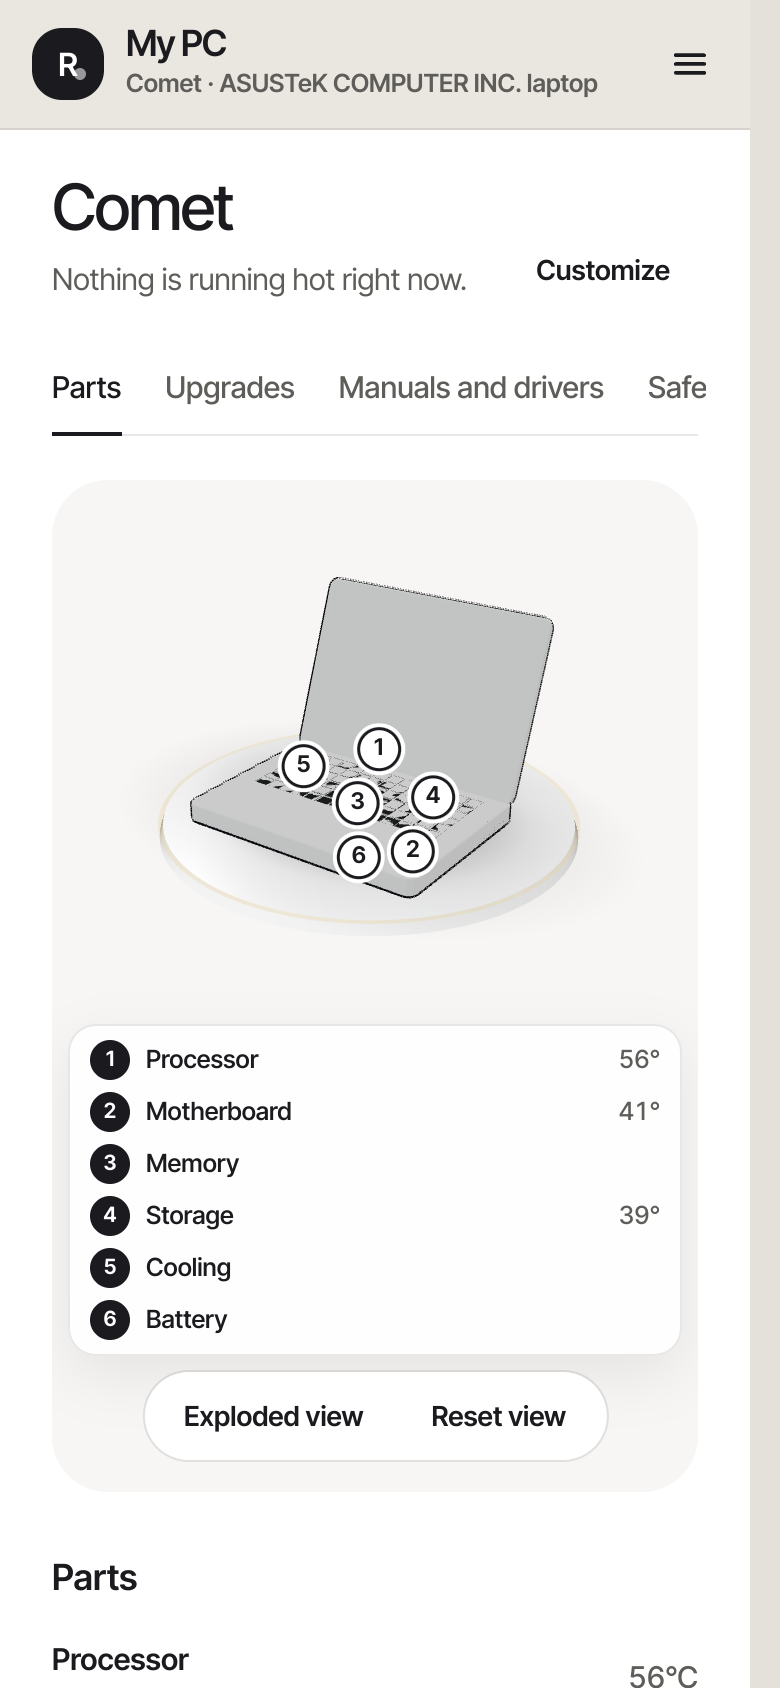 R
My PC
Comet · ASUSTeK COMPUTER INC. laptop
Comet
Nothing is running hot right now.
Customize
Parts Upgrades Manuals and drivers Safe
1
5
3
4
6
2
1 Processor 56°
2 Motherboard 41°
3 Memory
4 Storage 39°
5 Cooling
6 Battery
Exploded view Reset view
Parts
Processor
56°C